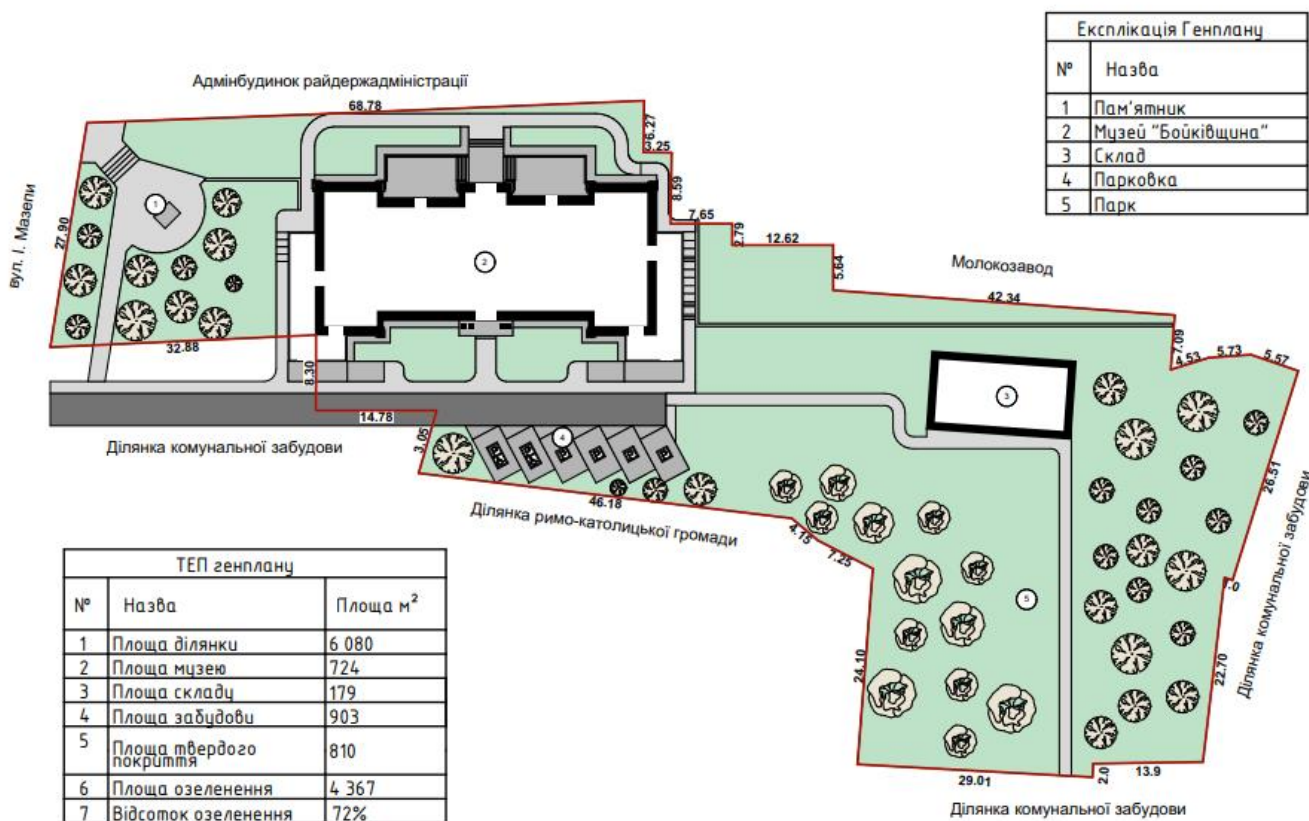 Експлікація Генплану
№ Назва
1 Пам'ятник
2 Музей "Бойківщина"
3 Склад
4 Парковка
5 Парк
Адмінбудинок райдержадміністрації
68.78
6.27
3.25
8.59
7.65
2.79
12.62
5.64
Молокозавод
42.34
7.09
4.53
5.73
5.57
вул. І. Мазепи
27.90
1
2
3
4
5
32.88
8.30
14.78
3.05
Ділянка комунальної забудови
46.18
Ділянка римо-католицької громади
4.15
7.25
24.10
29.01
2.0
13.9
22.70
26.51
Ділянка комунальної забудови
Ділянка комунальної забудови
ТЕП генплану
№ Назва Площа м²
1 Площа ділянки 6 080
2 Площа музею 724
3 Площа складу 179
4 Площа забудови 903
5 Площа твердого покриття 810
6 Площа озеленення 4 367
7 Відсоток озеленення 72%